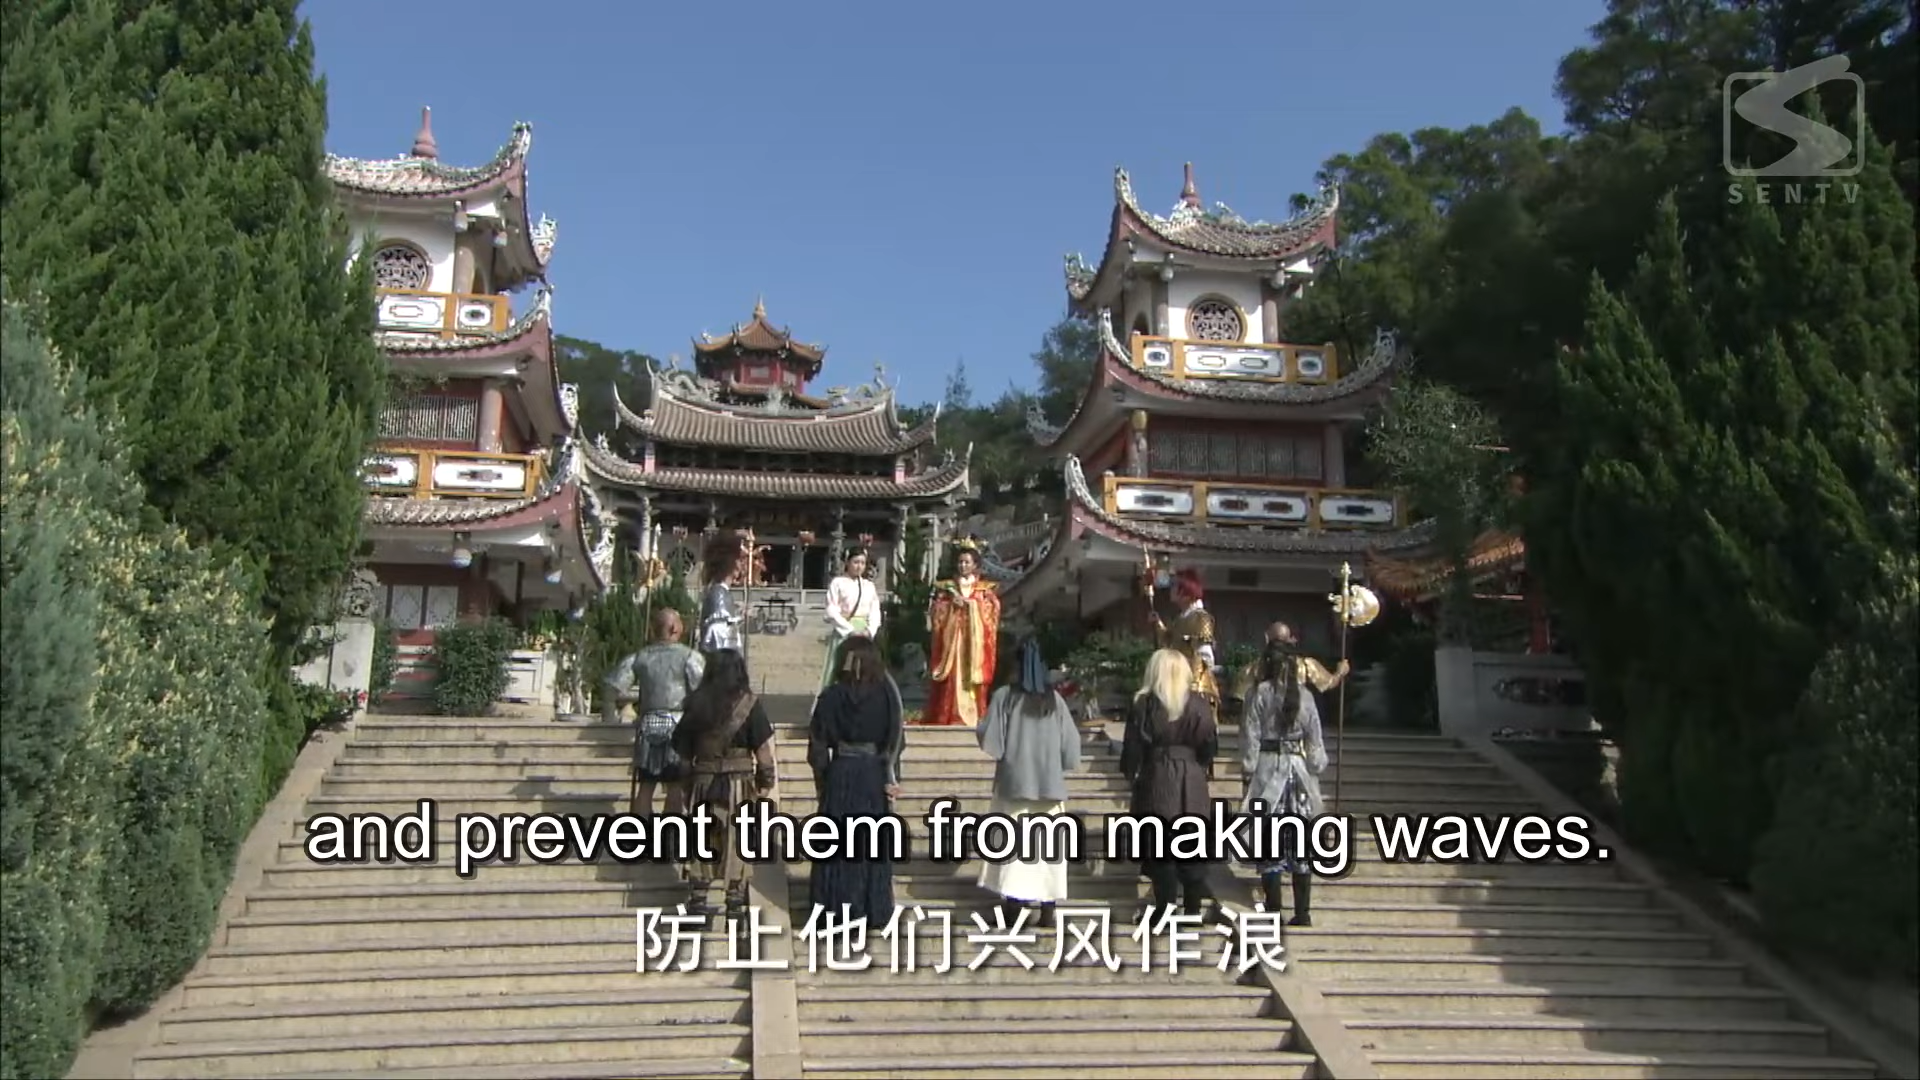 SENTV
and prevent them from making waves.
防止他们兴风作浪